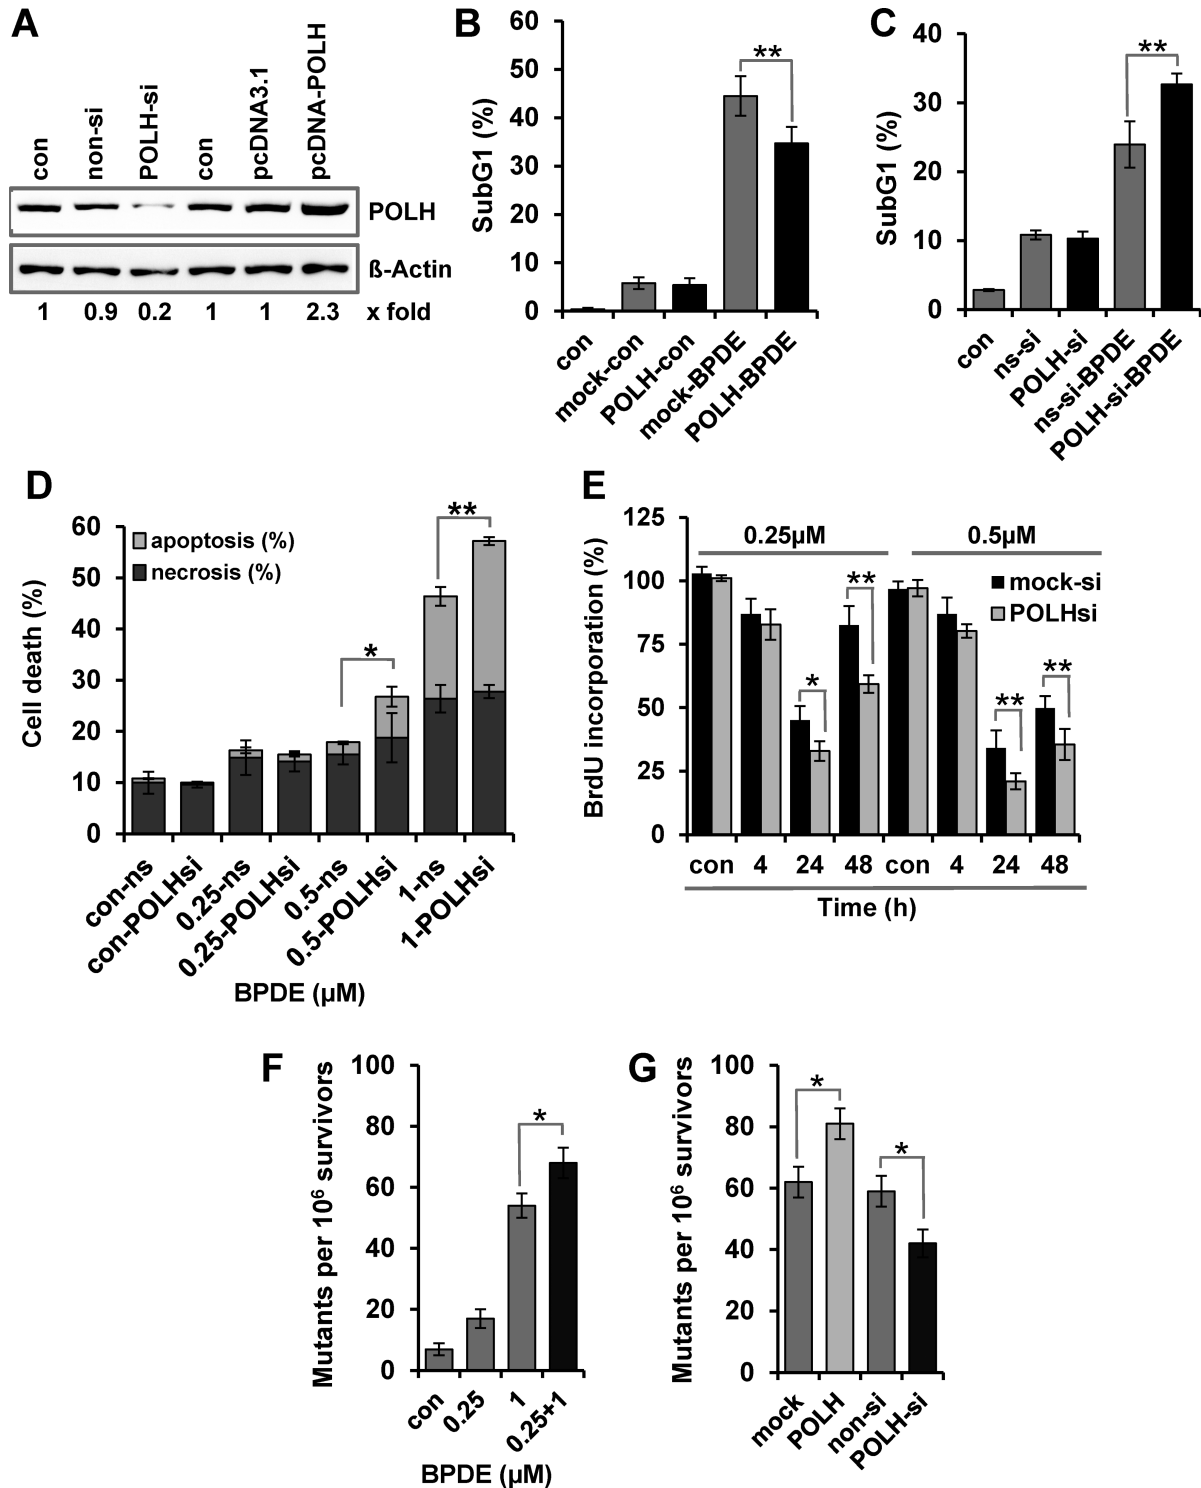 A
con
non-si
POLH-si
con
pcDNA3.1
pcDNA-POLH
POLH
ß-Actin
1 0.9 0.2 1 1 2.3 x fold
B
SubG1 (%)
60
50
40
30
20
10
0
**
con
mock-con
POLH-con
mock-BPDE
POLH-BPDE
C
SubG1 (%)
40
30
20
10
0
**
con
ns-si
POLH-si
ns-si-BPDE
POLH-si-BPDE
D
Cell death (%)
60
50
40
30
20
10
0
apoptosis (%)
necrosis (%)
*
**
con-ns
con-POLHsi
0.25-ns
0.25-POLHsi
0.5-ns
0.5-POLHsi
1-ns
1-POLHsi
BPDE (µM)
E
BrdU incorporation (%)
125
100
75
50
25
0
0.25µM
0.5µM
mock-si
POLHsi
*
**
**
**
con 4 24 48 con 4 24 48
Time (h)
F
Mutants per 10⁶ survivors
100
80
60
40
20
0
*
con
0.25
1
0.25+1
BPDE (µM)
G
Mutants per 10⁶ survivors
100
80
60
40
20
0
*
*
mock
POLH
non-si
POLH-si